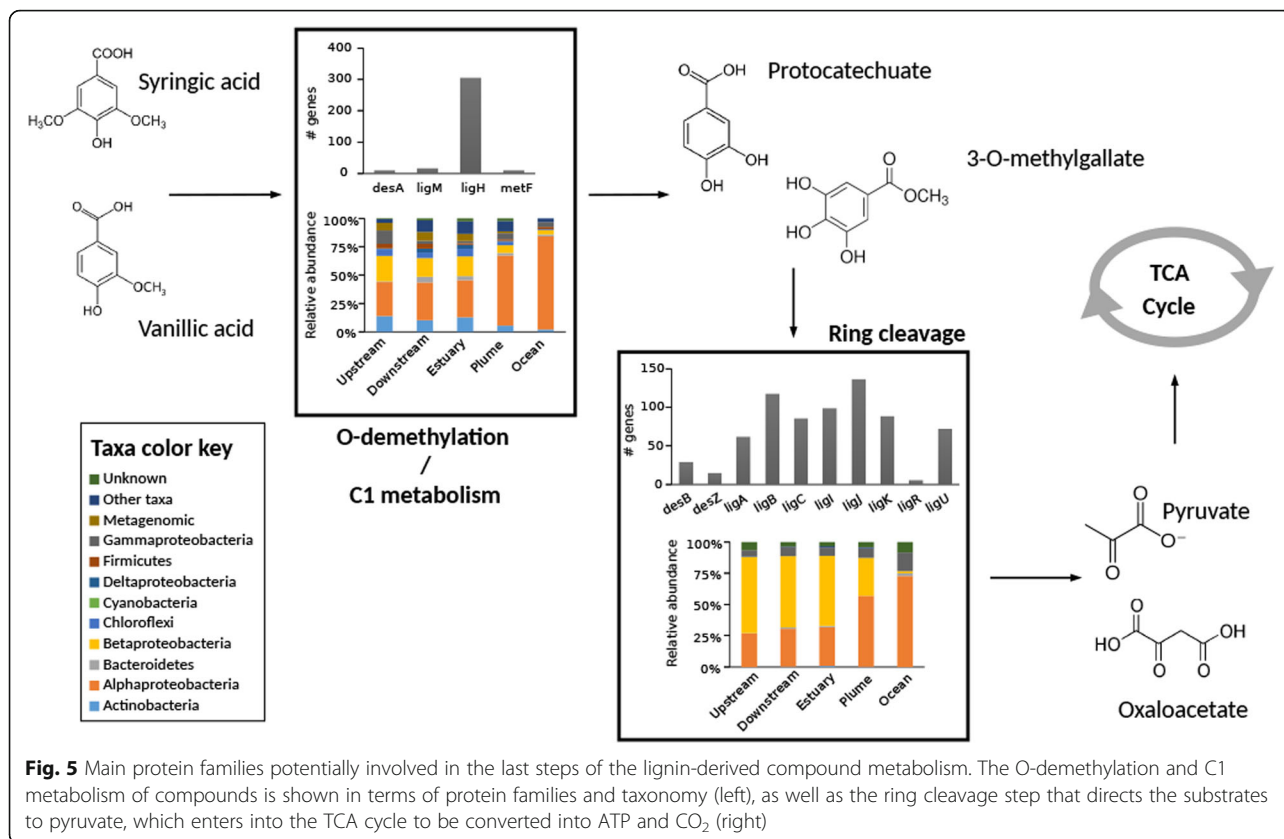 COOH
H₃CO
OCH₃
OH
Syringic acid
O
OH
O
CH₃
HO
Vanillic acid
# genes
400
300
200
100
0
desA ligM ligH metF
Relative abundance
100%
75%
50%
25%
0%
Upstream
Downstream
Estuary
Plume
Ocean
O-demethylation
/
C1 metabolism
Taxa color key
Unknown
Other taxa
Metagenomic
Gammaproteobacteria
Firmicutes
Deltaproteobacteria
Cyanobacteria
Chloroflexi
Betaproteobacteria
Bacteroidetes
Alphaproteobacteria
Actinobacteria
O
OH
OH
OH
Protocatechuate
HO
HO
OH
O
O
CH₃
3-O-methylgallate
Ring cleavage
# genes
150
100
50
0
desB desZ ligA ligB ligC ligI ligJ ligK ligR ligU
Relative abundance
100%
75%
50%
25%
0%
Upstream
Downstream
Estuary
Plume
Ocean
TCA
Cycle
O
O⁻
O
Pyruvate
O
HO
O
O
OH
Oxaloacetate
Fig. 5 Main protein families potentially involved in the last steps of the lignin-derived compound metabolism. The O-demethylation and C1
metabolism of compounds is shown in terms of protein families and taxonomy (left), as well as the ring cleavage step that directs the substrates
to pyruvate, which enters into the TCA cycle to be converted into ATP and CO₂ (right)